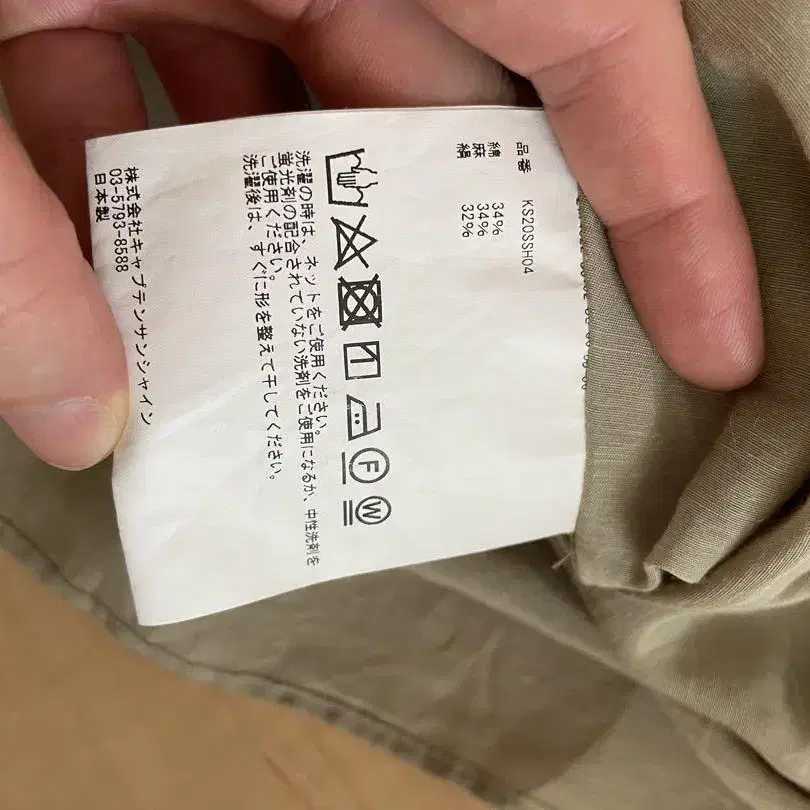 品番 KS20SSH04
綿 34%
麻 34%
絹 32%
F
W
洗濯の時は、ネットをご使用ください。
蛍光剤の配合されていない洗剤をご使用になるか、中性洗剤を
ご使用ください。
洗濯後は、すぐに形を整えて干してください。
株式会社キャプテンサンシャイン
03-5793-8588
日本製